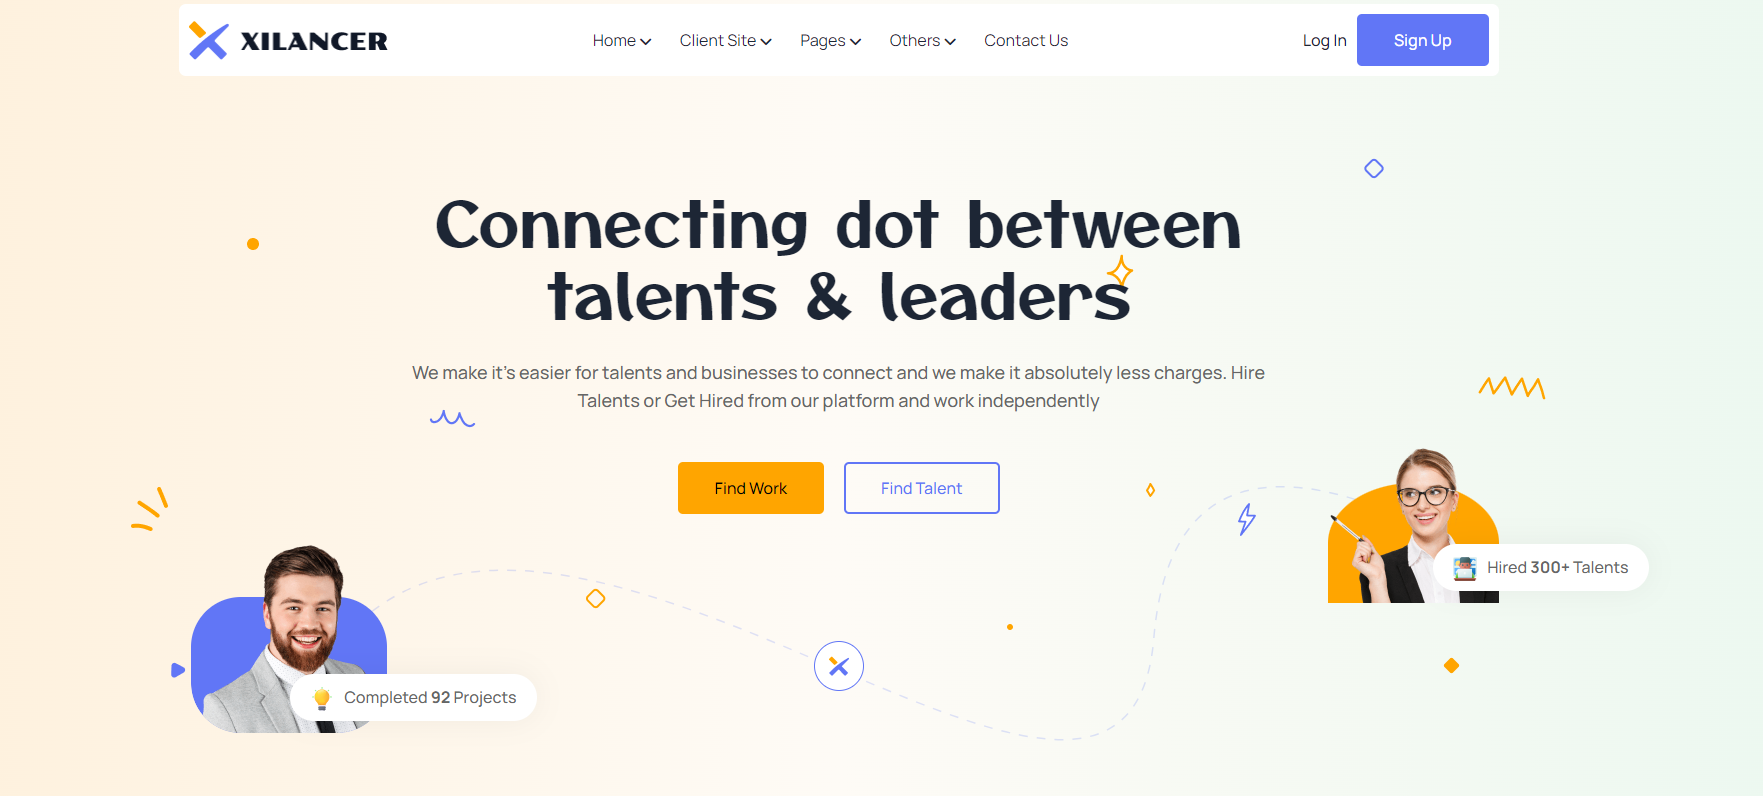 XILANCER
Home
Client Site
Pages
Others
Contact Us
Log In
Sign Up
Connecting dot between
talents & leaders
We make it's easier for talents and businesses to connect and we make it absolutely less charges. Hire
Talents or Get Hired from our platform and work independently
Find Work
Find Talent
Hired 300+ Talents
Completed 92 Projects